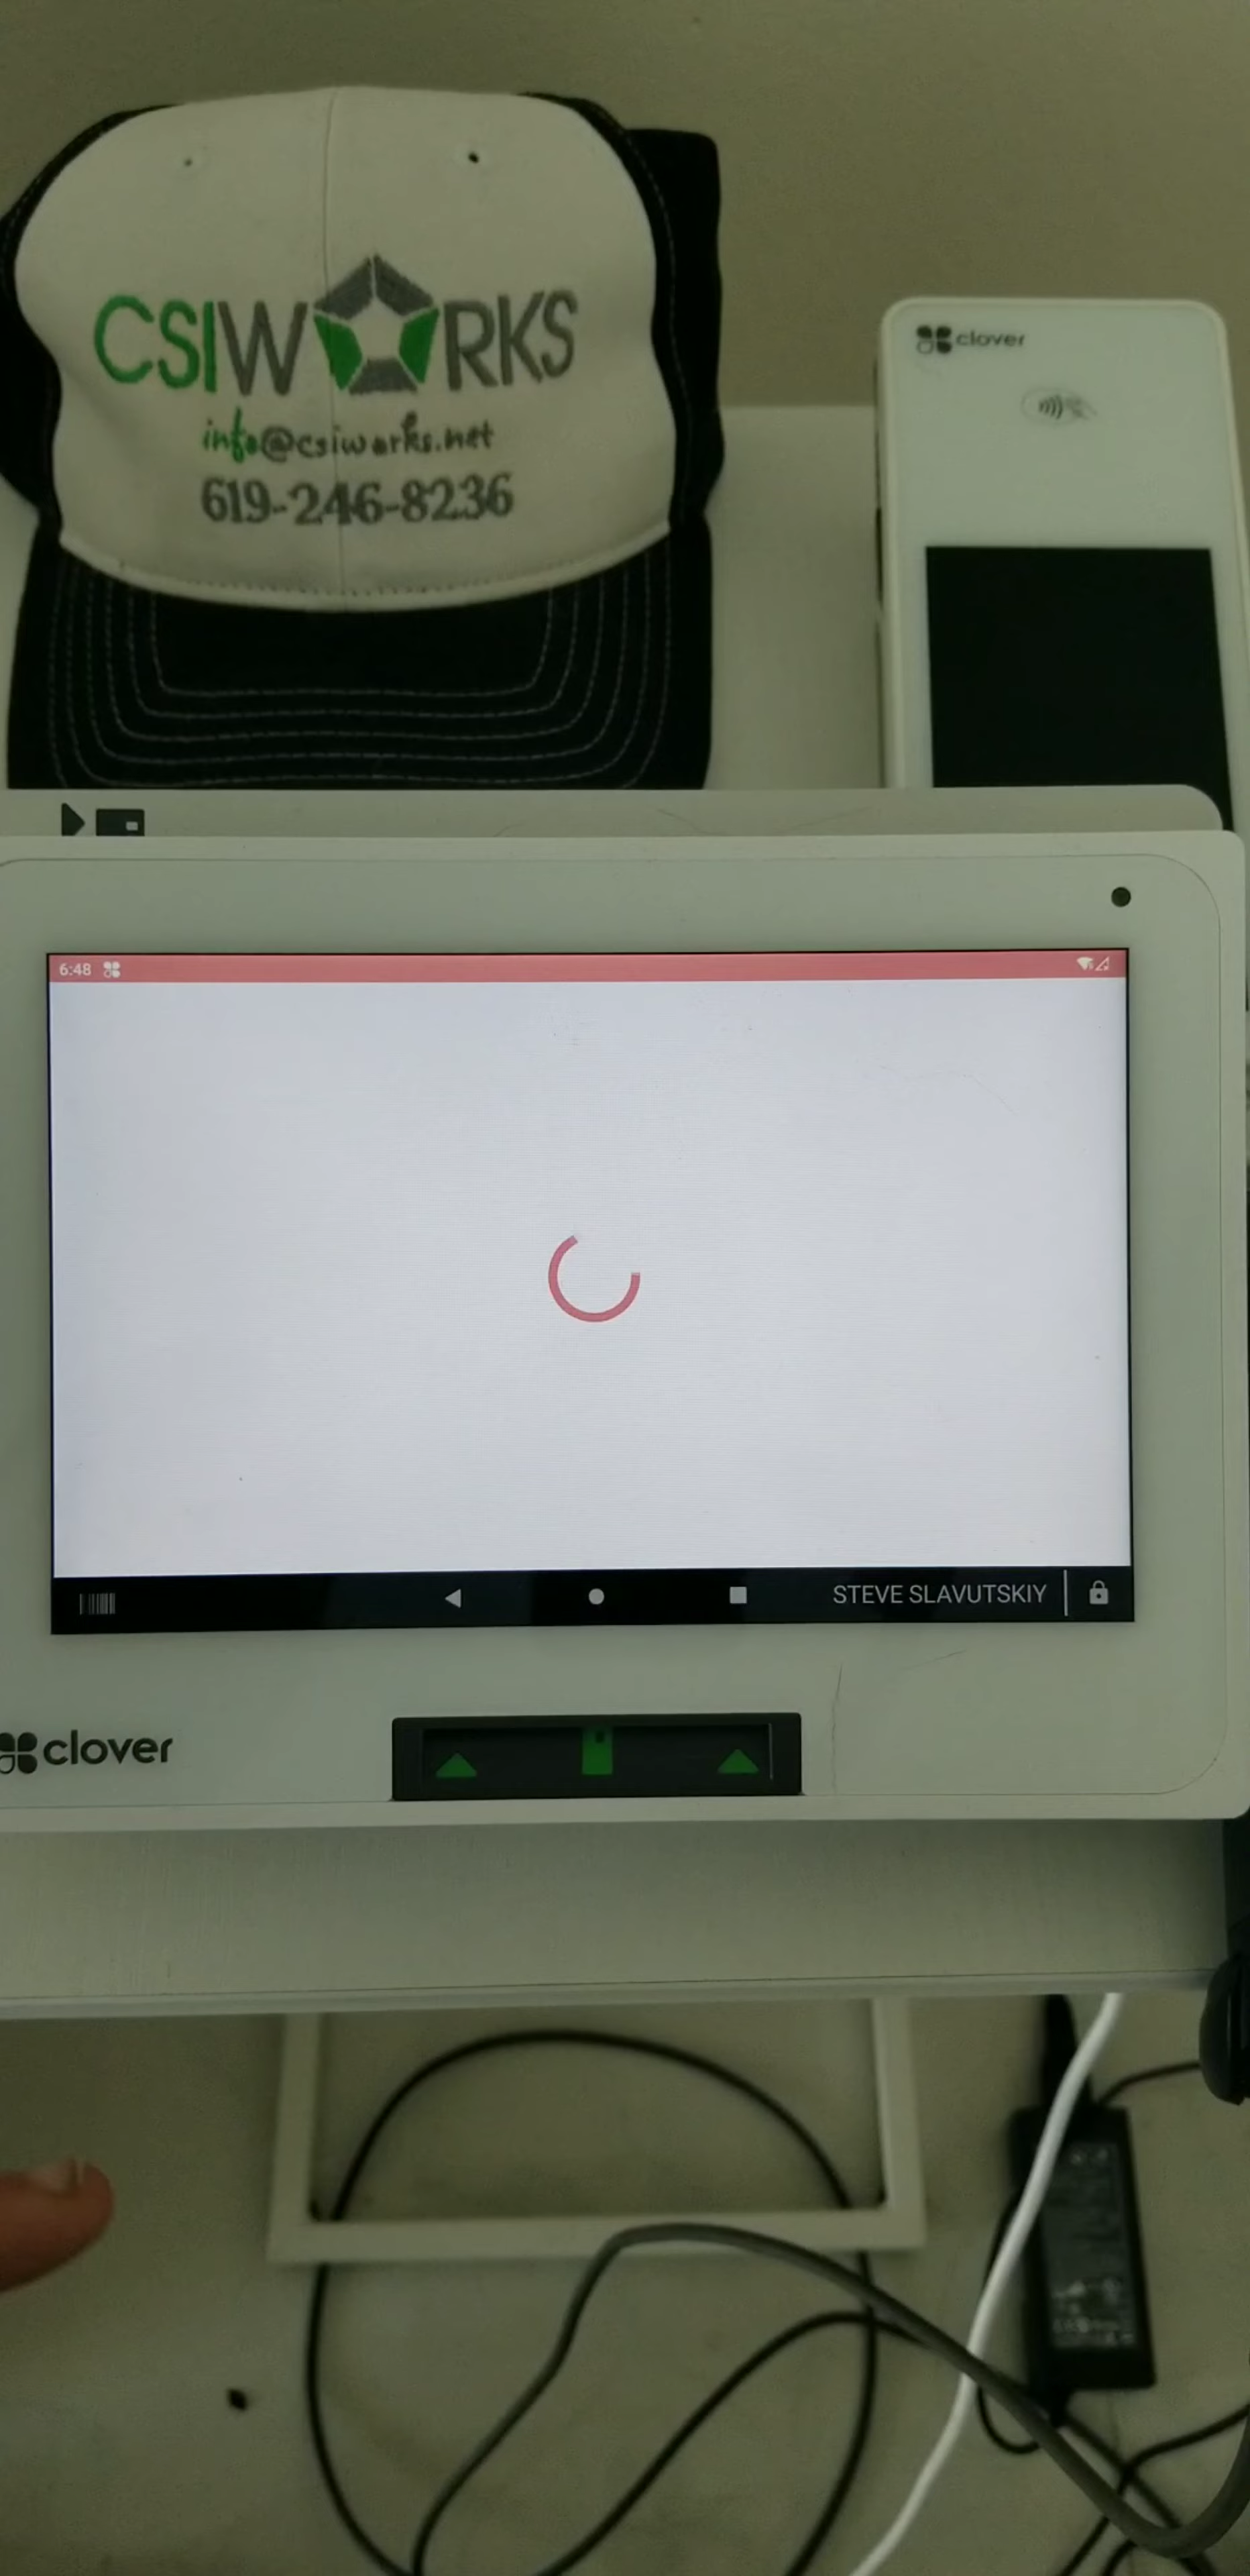 CSIWORKS
info@csiworks.net
619-246-8236
clover
6:48
STEVE SLAVUTSKIY
clover